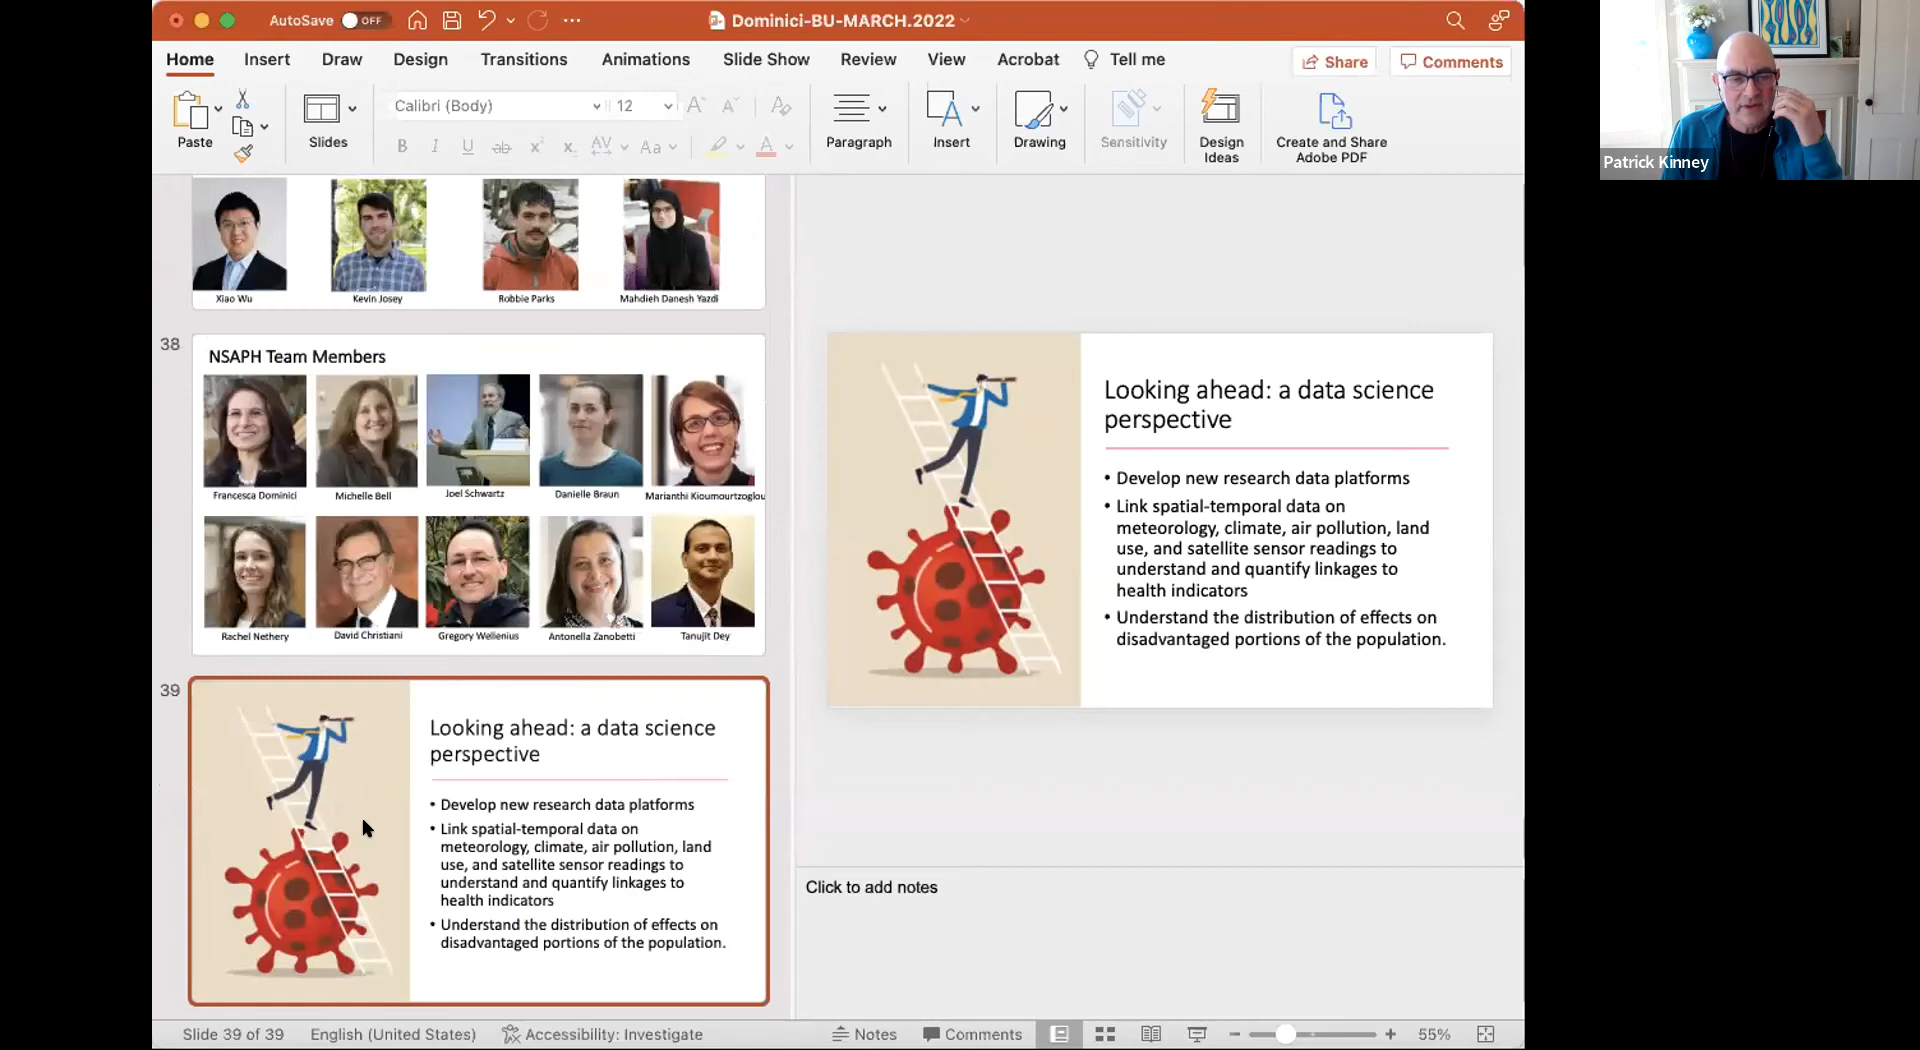 AutoSave OFF
Dominici-BU-MARCH.2022
Home Insert Draw Design Transitions Animations Slide Show Review View Acrobat Tell me
Share Comments
Calibri (Body) 12
Paste Slides Paragraph Insert Drawing Sensitivity Design Ideas Create and Share Adobe PDF
Xiao Wu Kevin Josey Robbie Parks Mahdieh Danesh Yazdi
38
NSAPH Team Members
Francesca Dominici Michelle Bell Joel Schwartz Danielle Braun Marianthi Kioumourtzoglou
Rachel Nethery David Christiani Gregory Wellenius Antonella Zanobetti Tanujit Dey
39
Looking ahead: a data science
perspective
• Develop new research data platforms
• Link spatial-temporal data on
meteorology, climate, air pollution, land
use, and satellite sensor readings to
understand and quantify linkages to
health indicators
• Understand the distribution of effects on
disadvantaged portions of the population.
Looking ahead: a data science
perspective
• Develop new research data platforms
• Link spatial-temporal data on
meteorology, climate, air pollution, land
use, and satellite sensor readings to
understand and quantify linkages to
health indicators
• Understand the distribution of effects on
disadvantaged portions of the population.
Click to add notes
Slide 39 of 39 English (United States) Accessibility: Investigate Notes Comments 55%
Patrick Kinney